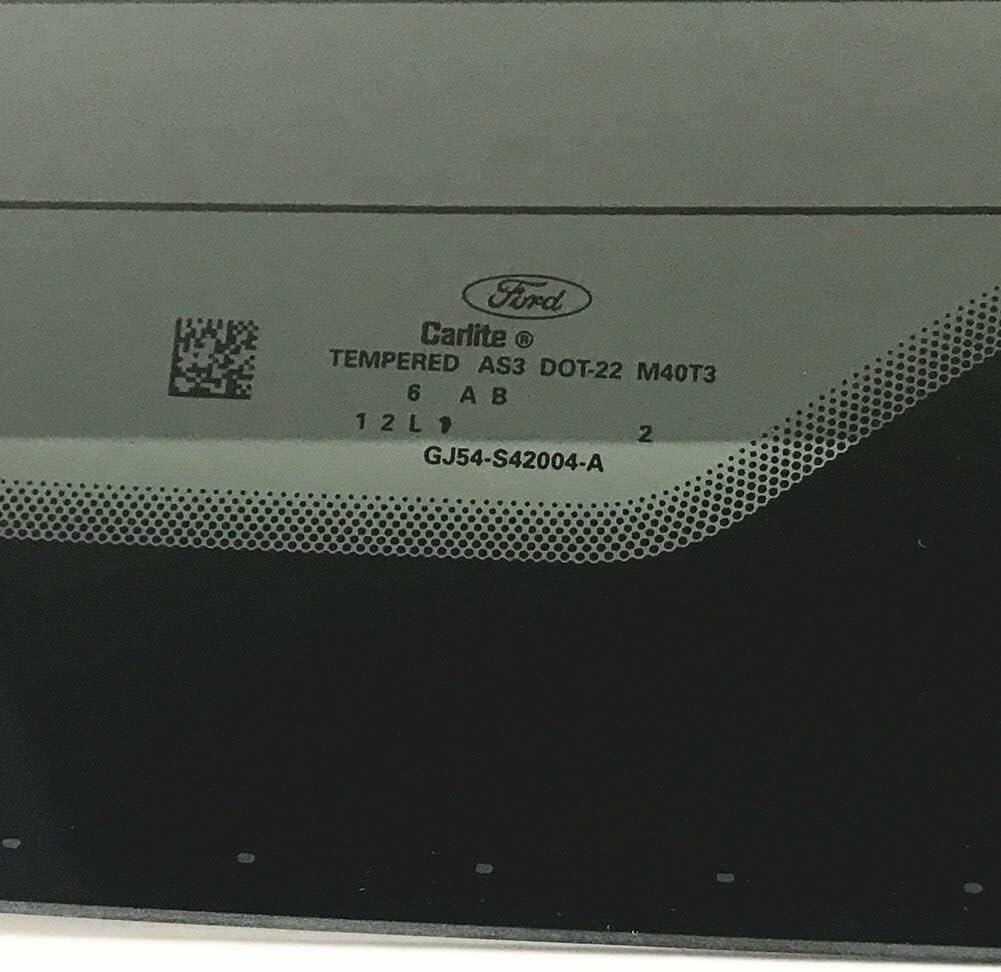 Ford
Carlite ®
TEMPERED AS3 DOT-22 M40T3
6 A B
1 2 L 2
GJ54-S42004-A